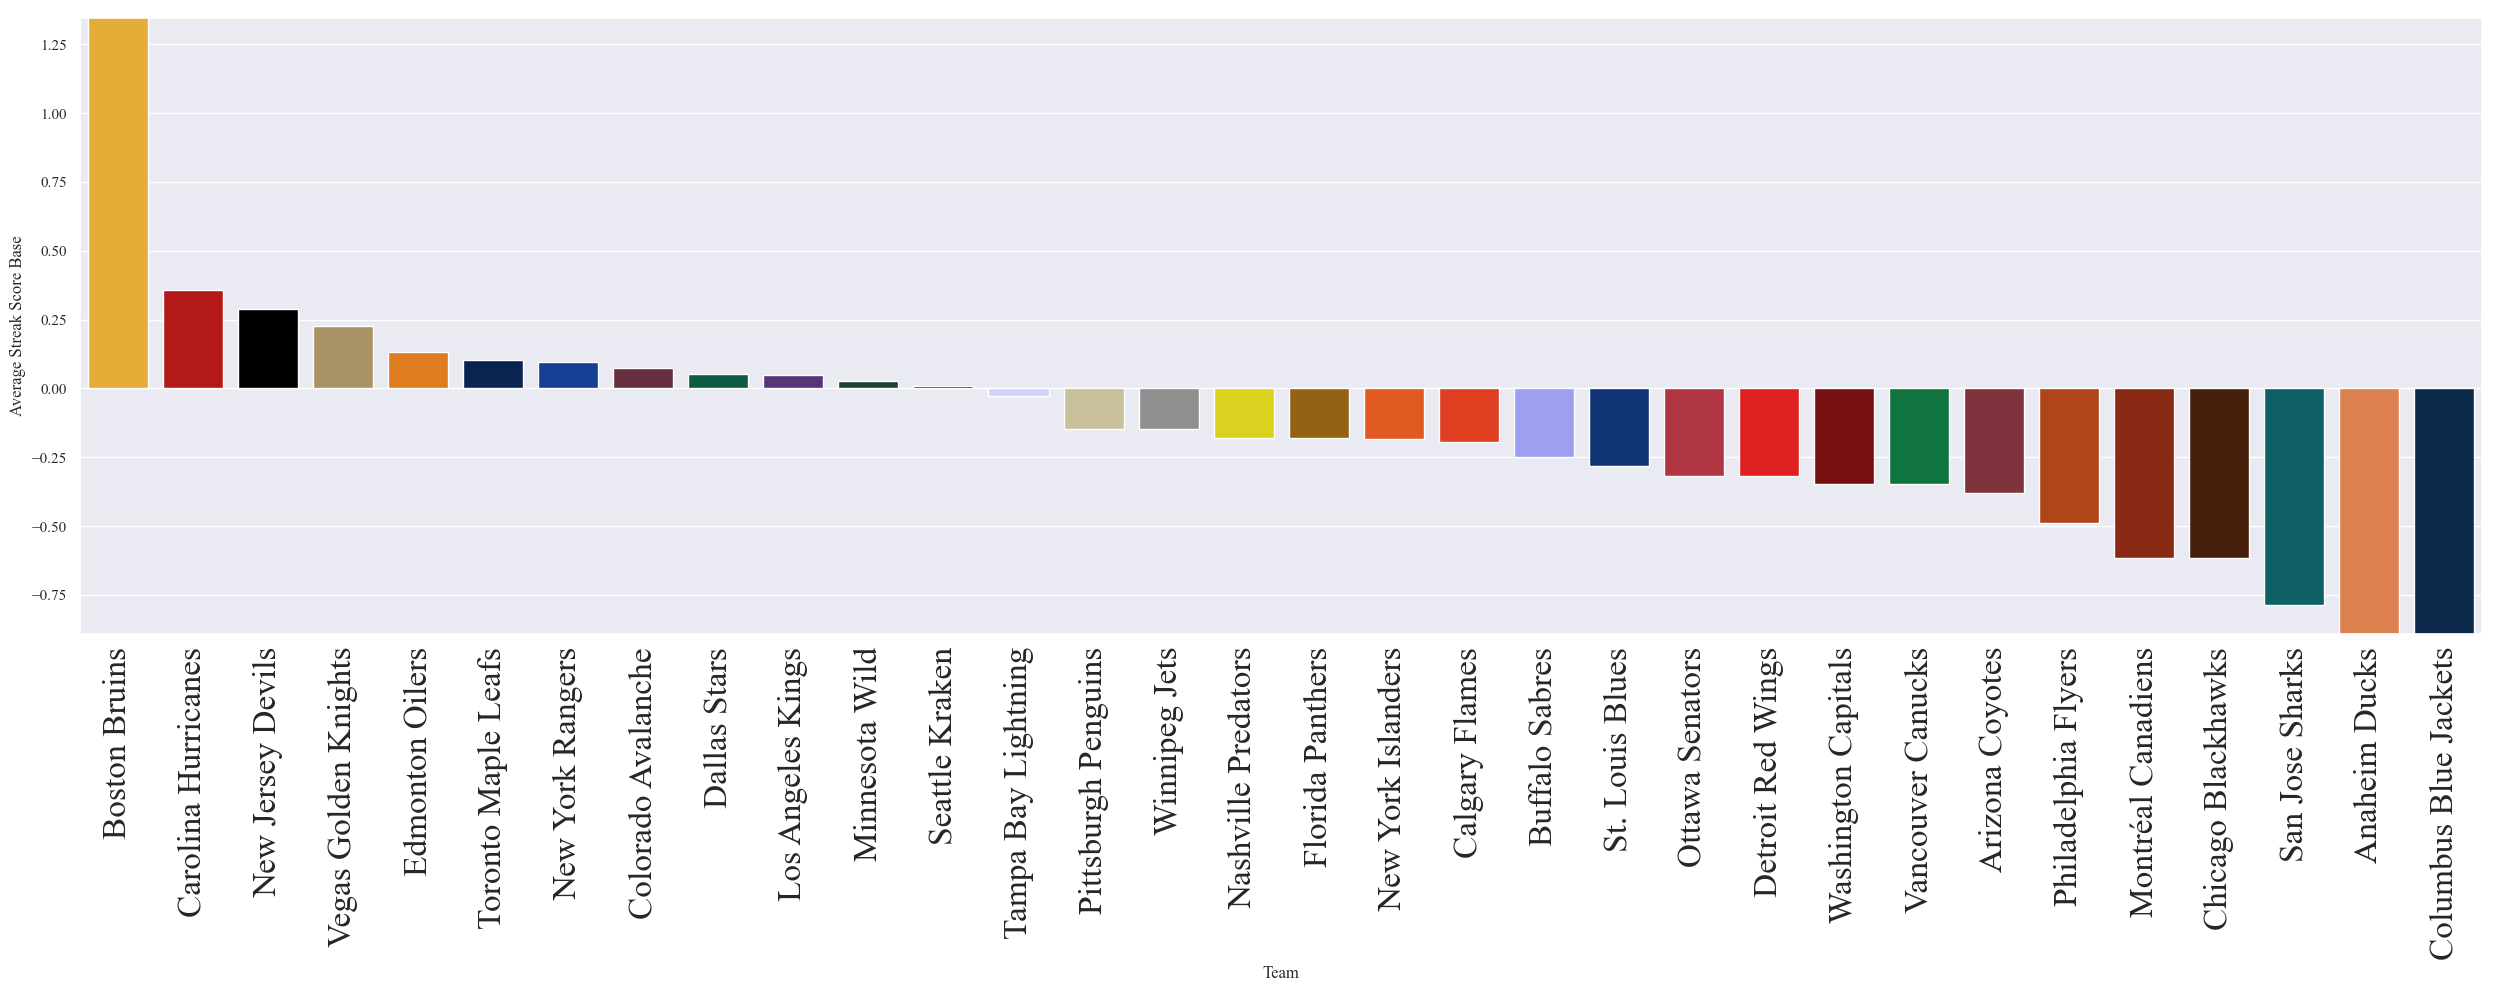 Average Streak Score Base
1.25
1.00
0.75
0.50
0.25
0.00
−0.25
−0.50
−0.75
Boston Bruins
Carolina Hurricanes
New Jersey Devils
Vegas Golden Knights
Edmonton Oilers
Toronto Maple Leafs
New York Rangers
Colorado Avalanche
Dallas Stars
Los Angeles Kings
Minnesota Wild
Seattle Kraken
Tampa Bay Lightning
Pittsburgh Penguins
Winnipeg Jets
Nashville Predators
Florida Panthers
New York Islanders
Calgary Flames
Buffalo Sabres
St. Louis Blues
Ottawa Senators
Detroit Red Wings
Washington Capitals
Vancouver Canucks
Arizona Coyotes
Philadelphia Flyers
Montréal Canadiens
Chicago Blackhawks
San Jose Sharks
Anaheim Ducks
Columbus Blue Jackets
Team